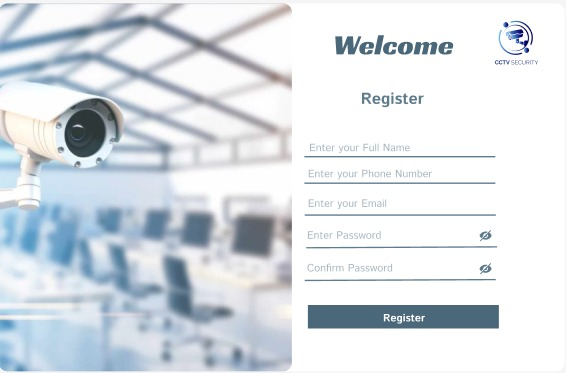 Welcome
CCTV SECURITY
Register
Enter your Full Name
Enter your Phone Number
Enter your Email
Enter Password
Confirm Password
Register